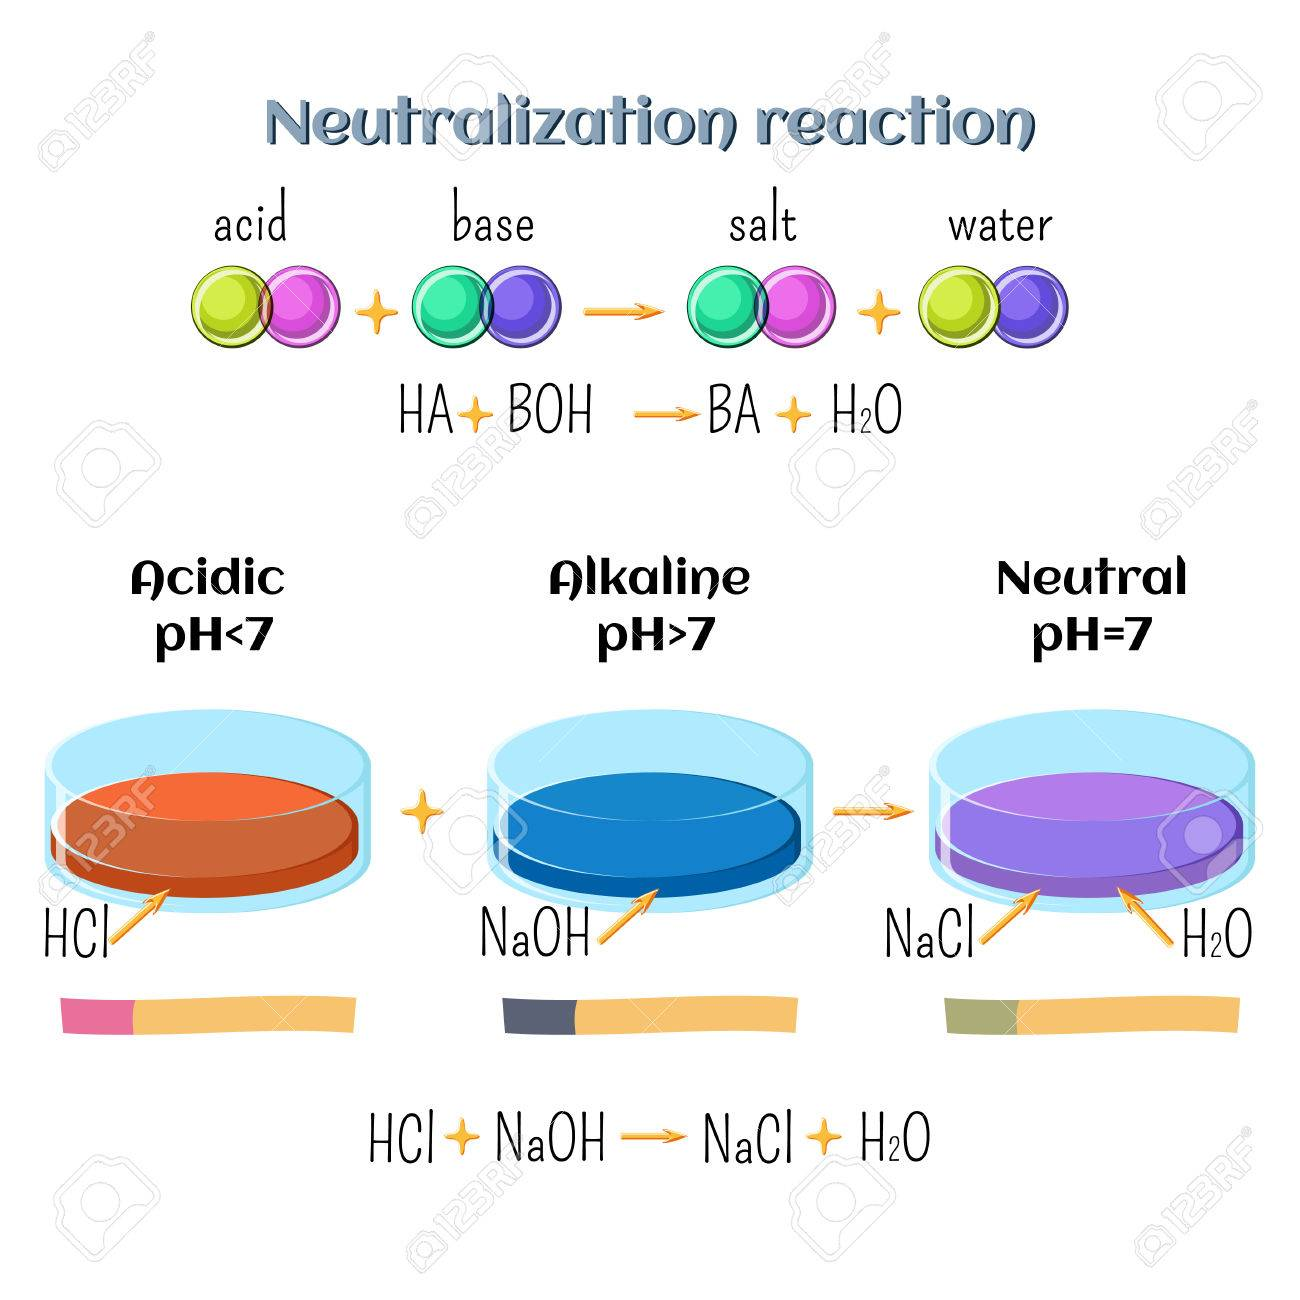 Neutralization reaction
acid base salt water
HA + BOH → BA + H₂O
Acidic Alkaline Neutral
pH<7 pH>7 pH=7
HCl NaOH NaCl H₂O
HCl + NaOH → NaCl + H₂O
123RF